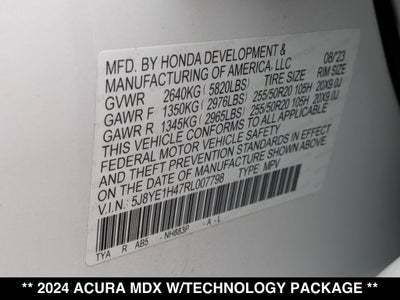 MFD. BY HONDA DEVELOPMENT & 08/23
MANUFACTURING OF AMERICA, LLC
GVWR 2640KG (5820LBS) TIRE SIZE RIM SIZE
GAWR F 1350KG (2976LBS) 255/50R20 105H 20X9.0J
GAWR R 1345KG (2965LBS) 255/50R20 105H 20X9.0J
THIS VEHICLE CONFORMS TO ALL APPLICABLE
FEDERAL MOTOR VEHICLE SAFETY
AND THEFT PREVENTION STANDARDS IN EFFECT
ON THE DATE OF MANUFACTURE SHOWN ABOVE.
V.I.N.: 5J8YE1H47RL007798 TYPE: MPV
TYA R AB5 NH883P - A - L
** 2024 ACURA MDX W/TECHNOLOGY PACKAGE **